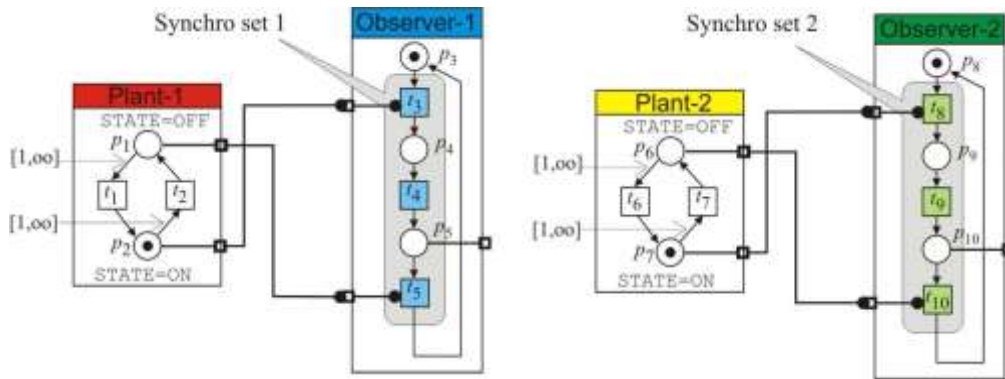 Synchro set 1
Observer-1
p3
Plant-1
STATE=OFF
t3
p1
p4
[1,oo]
t1
t2
t4
[1,oo]
p2
p5
STATE=ON
t5
Synchro set 2
Observer-2
p8
Plant-2
STATE=OFF
t8
p6
p9
[1,oo]
t6
t7
t9
[1,oo]
p7
p10
STATE=ON
t10